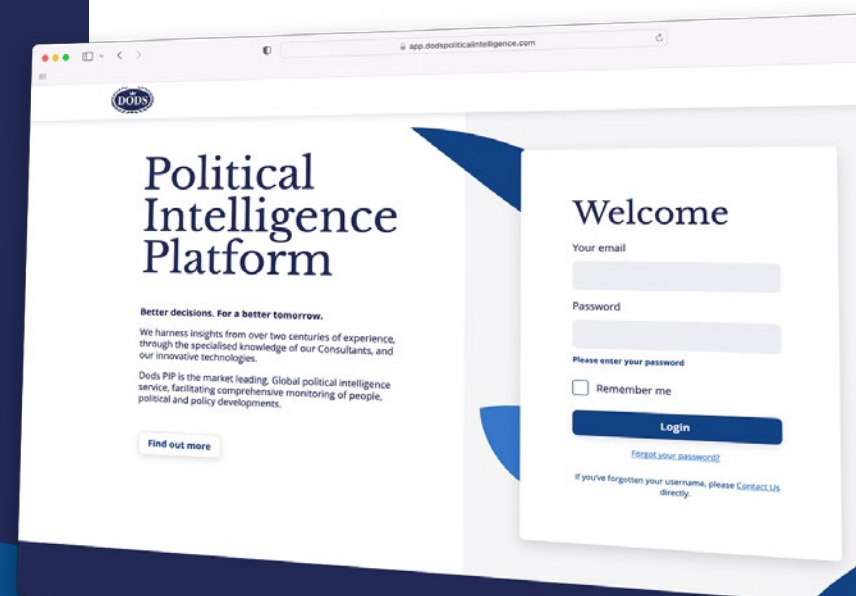 app.dodspoliticalintelligence.com
DODS
Political
Intelligence
Platform
Better decisions. For a better tomorrow.
We harness insights from over two centuries of experience,
through the specialised knowledge of our Consultants, and
our innovative technologies.
Dods PIP is the market leading, Global political intelligence
service, facilitating comprehensive monitoring of people,
political and policy developments.
Find out more
Welcome
Your email
Password
Please enter your password
Remember me
Login
Forgot your password?
If you've forgotten your username, please Contact Us
directly.